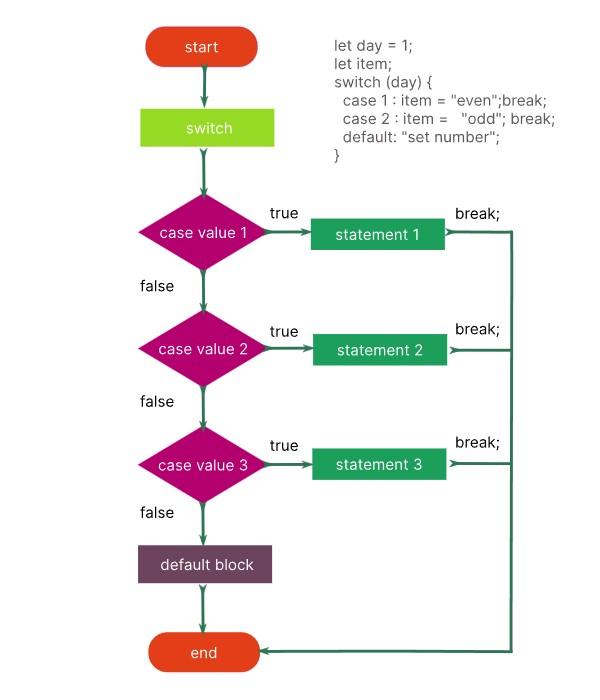 start
let day = 1;
let item;
switch (day) {
case 1 : item = "even";break;
case 2 : item = "odd"; break;
default: "set number";
}
switch
case value 1
true
statement 1
break;
false
case value 2
true
statement 2
break;
false
case value 3
true
statement 3
break;
false
default block
end